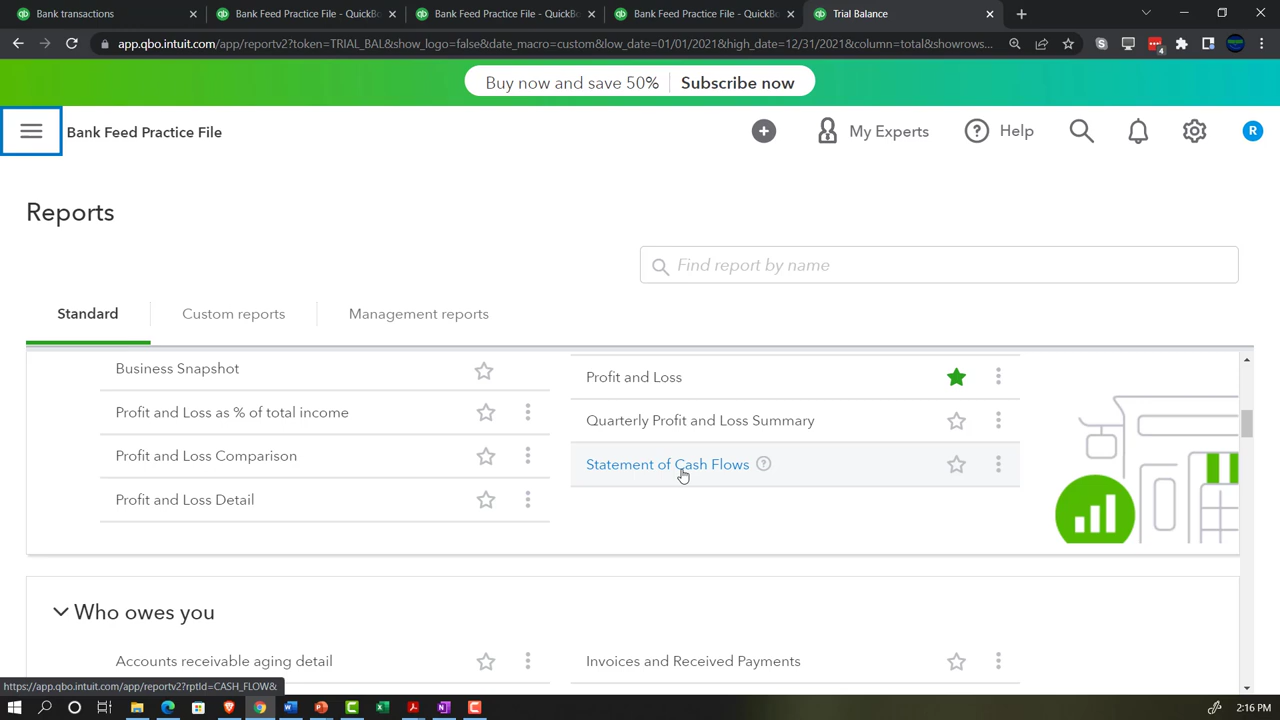 Bank transactions
Bank Feed Practice File - QuickBo
Bank Feed Practice File - QuickBo
Bank Feed Practice File - QuickBo
Trial Balance
app.qbo.intuit.com/app/reportv2?token=TRIAL_BAL&show_logo=false&date_macro=custom&low_date=01/01/2021&high_date=12/31/2021&column=total&showrows...
4
Buy now and save 50% Subscribe now
Bank Feed Practice File
My Experts
Help
R
Reports
Find report by name
Standard
Custom reports
Management reports
Business Snapshot
Profit and Loss as % of total income
Profit and Loss Comparison
Profit and Loss Detail
Profit and Loss
Quarterly Profit and Loss Summary
Statement of Cash Flows
Who owes you
Accounts receivable aging detail
Invoices and Received Payments
https://app.qbo.intuit.com/app/reportv2?rptId=CASH_FLOW&
2:16 PM